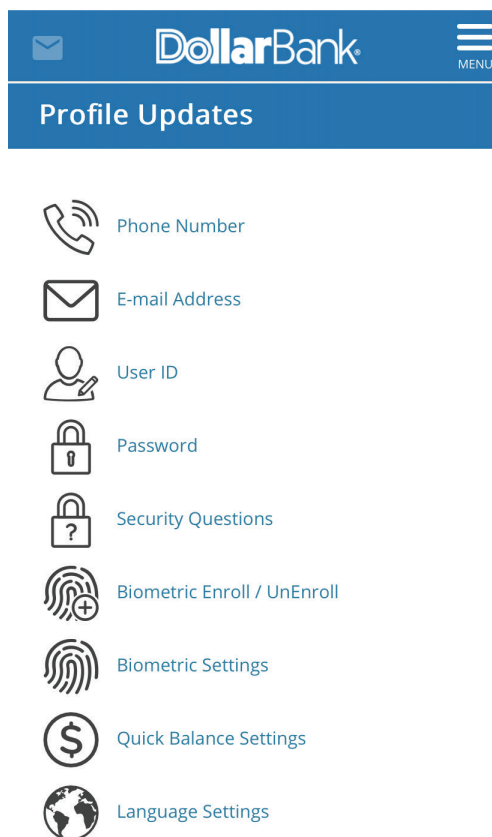 DollarBank®
MENU
Profile Updates
Phone Number
E-mail Address
User ID
Password
?
Security Questions
Biometric Enroll / UnEnroll
Biometric Settings
$
Quick Balance Settings
Language Settings